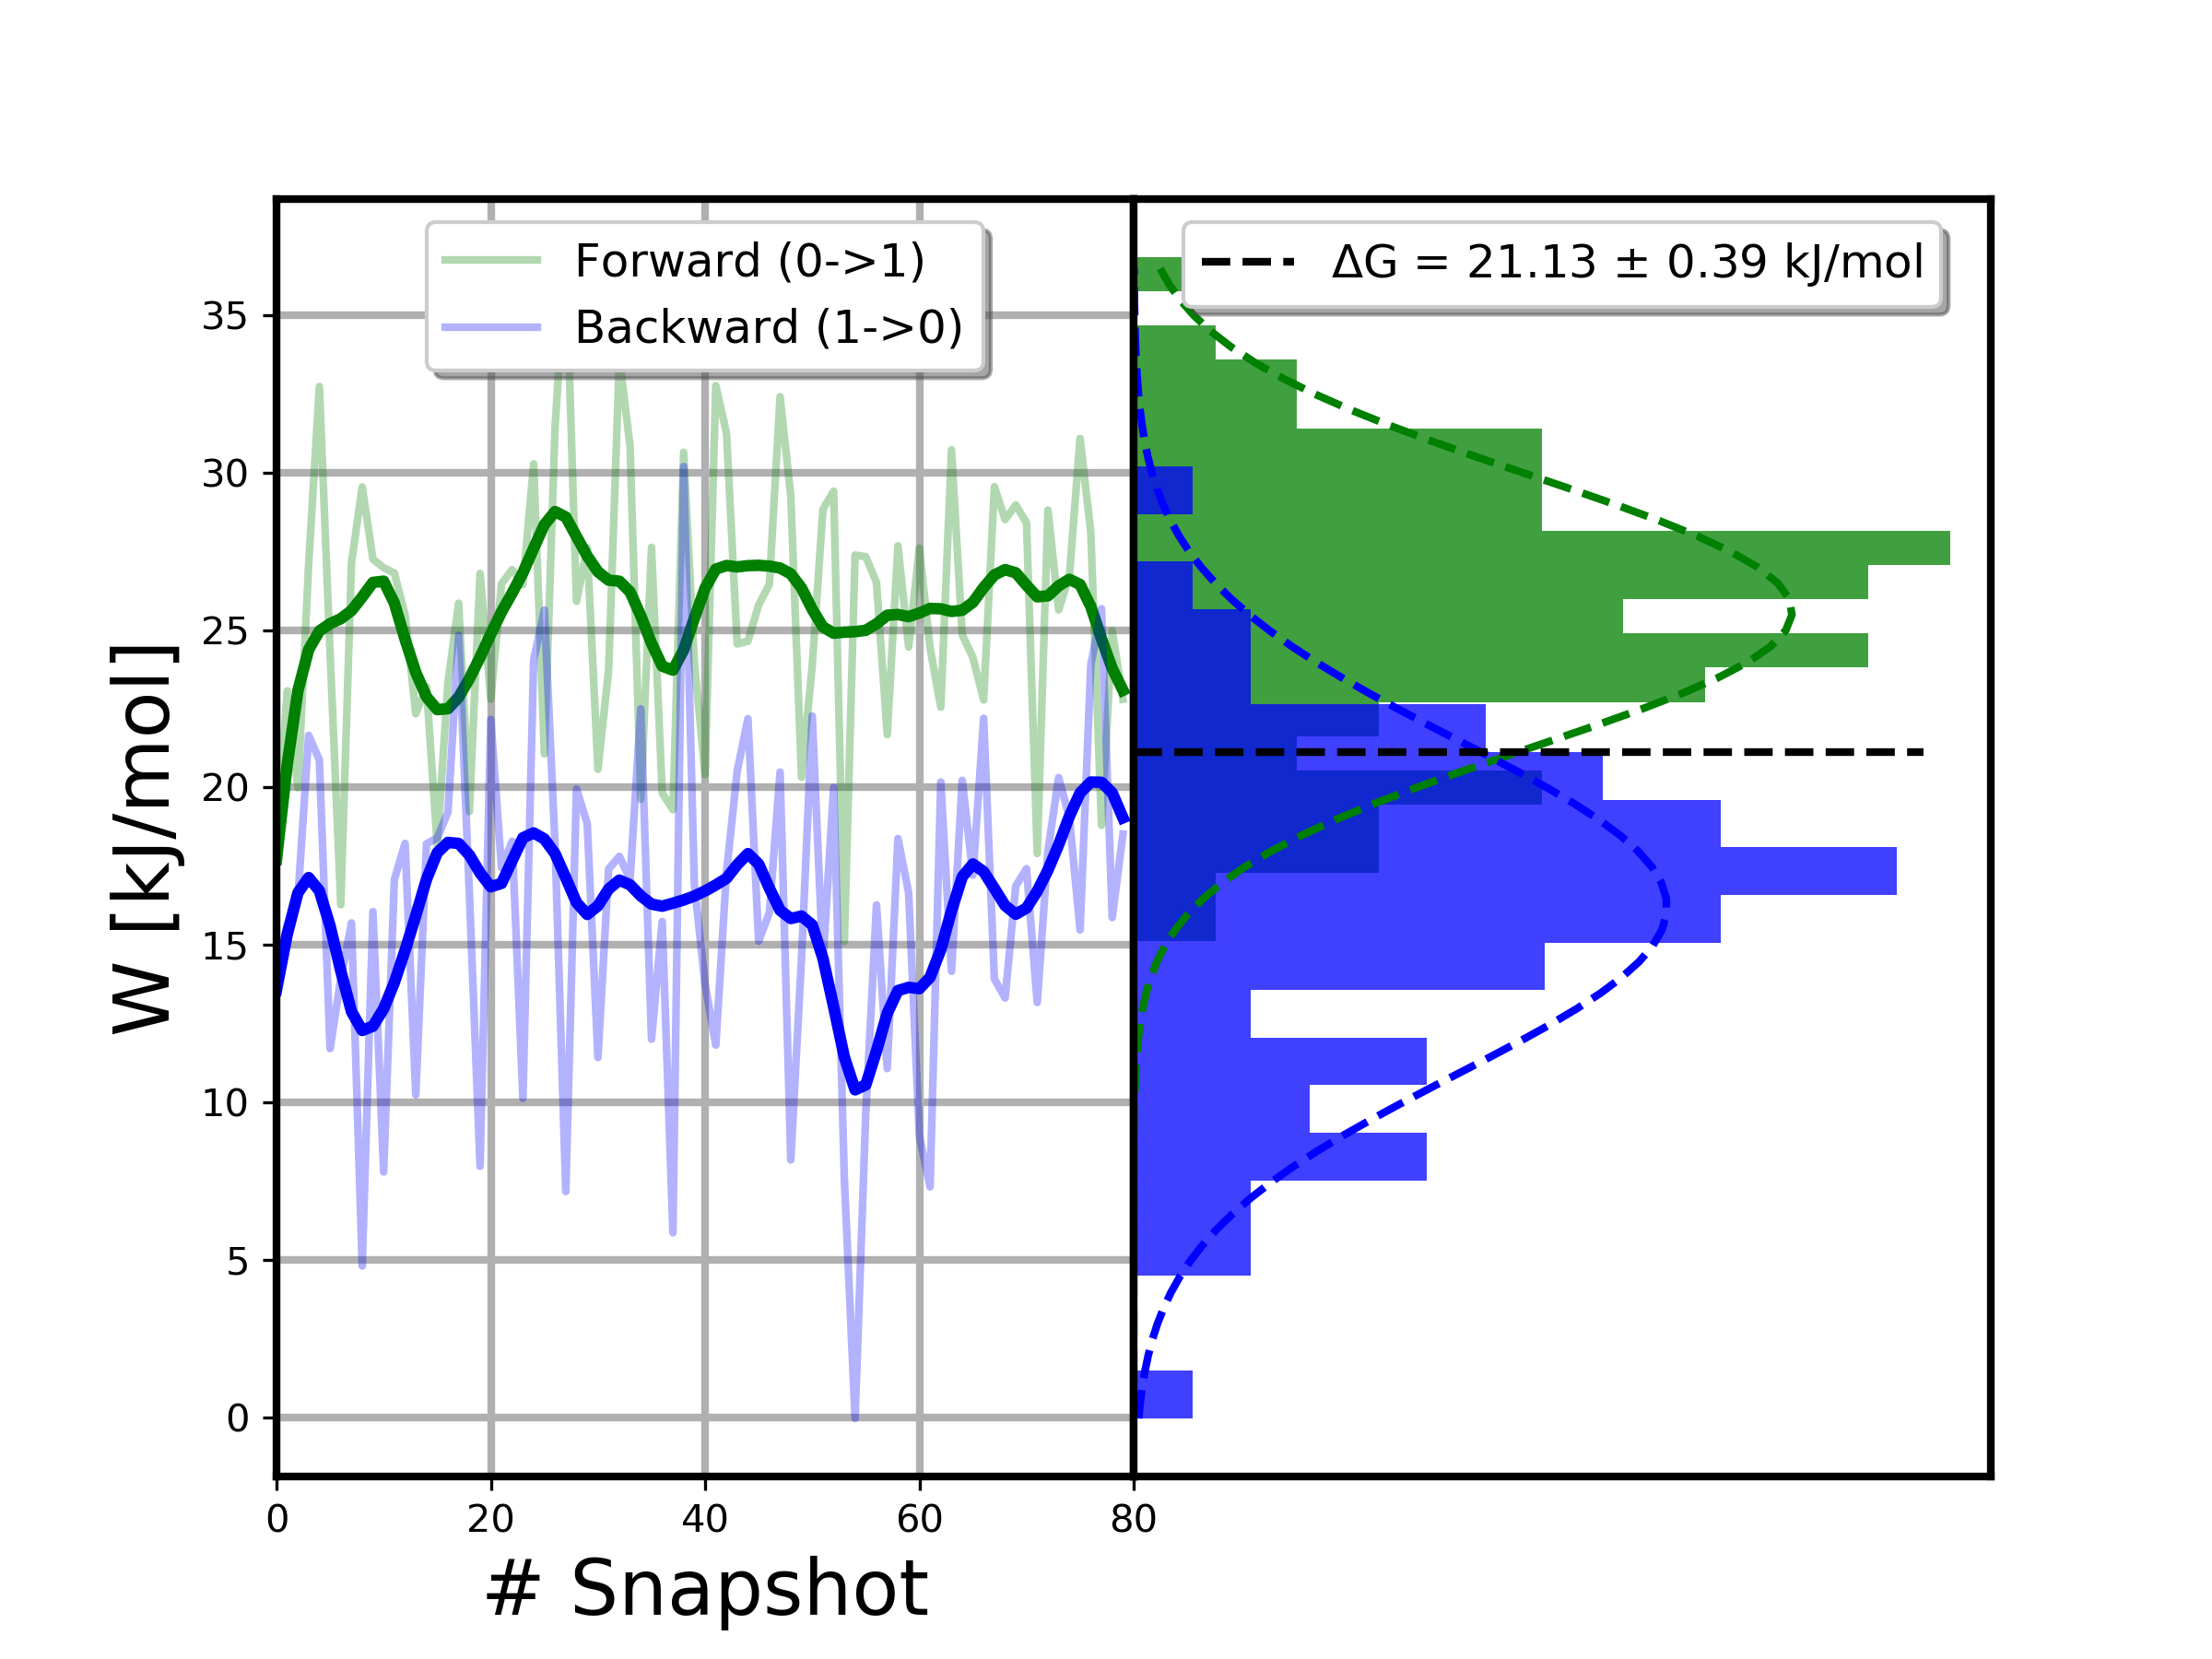 Forward (0->1)
Backward (1->0)
ΔG = 21.13 ± 0.39 kJ/mol
W [kJ/mol]
35
30
25
20
15
10
5
0
0 20 40 60 80
# Snapshot